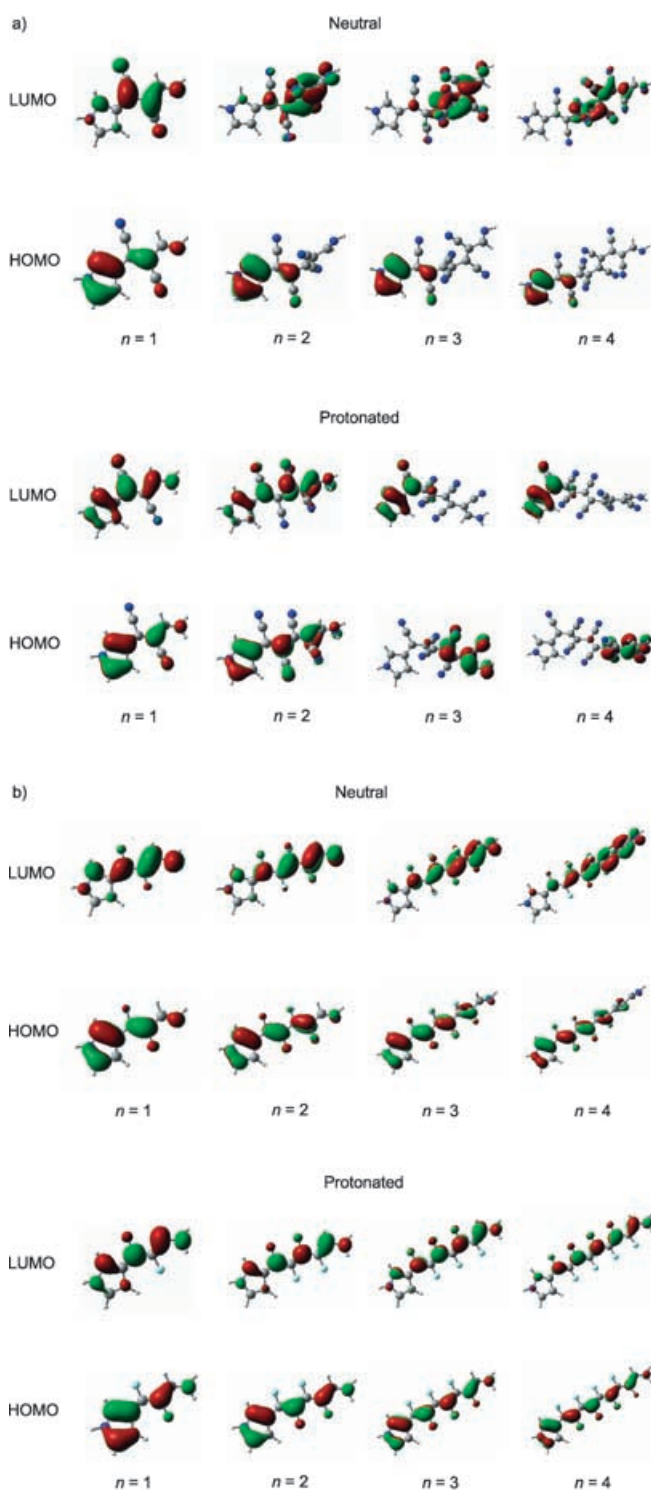 a)
Neutral
LUMO
HOMO
n = 1 n = 2 n = 3 n = 4
Protonated
LUMO
HOMO
n = 1 n = 2 n = 3 n = 4
b)
Neutral
LUMO
HOMO
n = 1 n = 2 n = 3 n = 4
Protonated
LUMO
HOMO
n = 1 n = 2 n = 3 n = 4